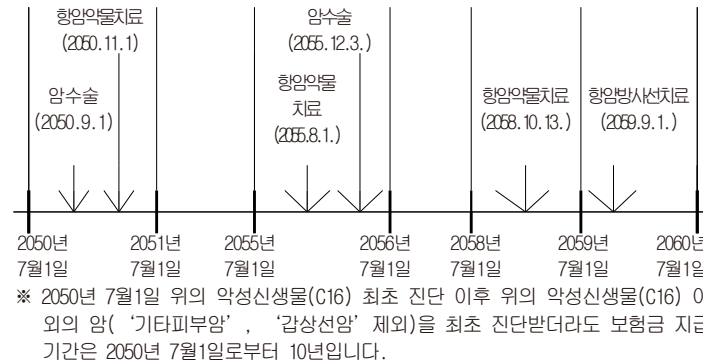 항암약물치료
(2050.11.1)
암수술
(2055.12.3.)
암수술
(2050.9.1)
항암약물
치료
(2055.8.1.)
항암약물치료
(2058.10.13.)
항암방사선치료
(2059.9.1.)
2050년
7월1일
2051년
7월1일
2055년
7월1일
2056년
7월1일
2058년
7월1일
2059년
7월1일
2060년
7월1일
※ 2050년 7월1일 위의 악성신생물(C16) 최초 진단 이후 위의 악성신생물(C16) 이
외의 암( ‘기타피부암’ , ‘갑상선암’ 제외)을 최초 진단받더라도 보험금 지급
기간은 2050년 7월1일로부터 10년입니다.